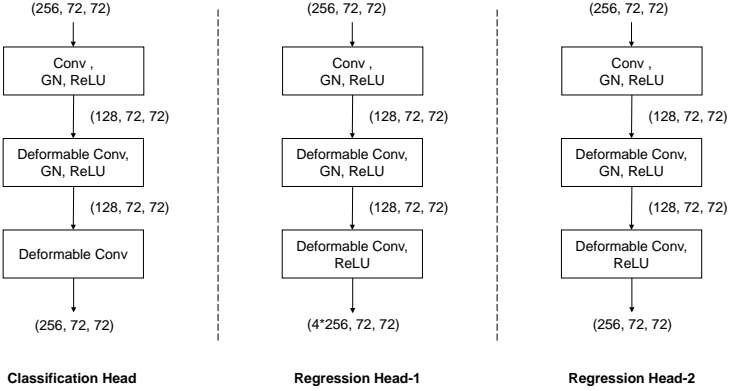 (256, 72, 72)
Conv ,
GN, ReLU
(128, 72, 72)
Deformable Conv,
GN, ReLU
(128, 72, 72)
Deformable Conv
(256, 72, 72)
Classification Head
(256, 72, 72)
Conv ,
GN, ReLU
(128, 72, 72)
Deformable Conv,
GN, ReLU
(128, 72, 72)
Deformable Conv,
ReLU
(4*256, 72, 72)
Regression Head-1
(256, 72, 72)
Conv ,
GN, ReLU
(128, 72, 72)
Deformable Conv,
GN, ReLU
(128, 72, 72)
Deformable Conv,
ReLU
(256, 72, 72)
Regression Head-2